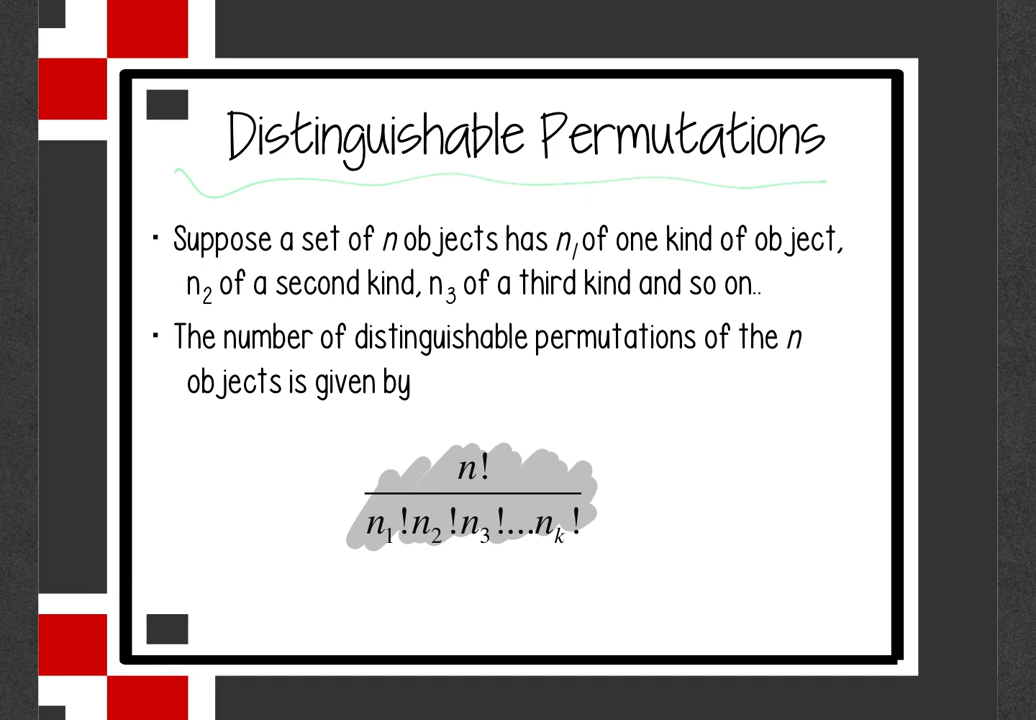 Distinguishable Permutations
· Suppose a set of n objects has n₁ of one kind of object,
n₂ of a second kind, n₃ of a third kind and so on..
· The number of distinguishable permutations of the n
objects is given by
n!
n₁!n₂!n₃!...nₖ!